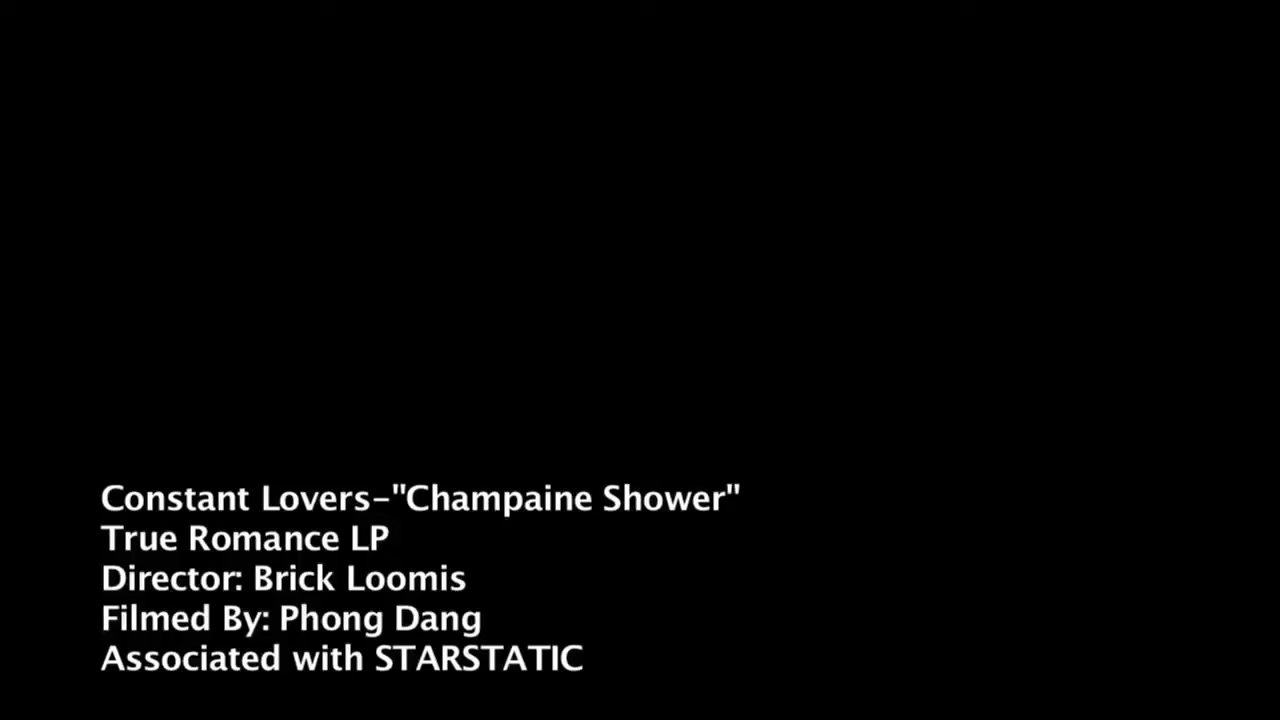 Constant Lovers-"Champaine Shower"
True Romance LP
Director: Brick Loomis
Filmed By: Phong Dang
Associated with STARSTATIC